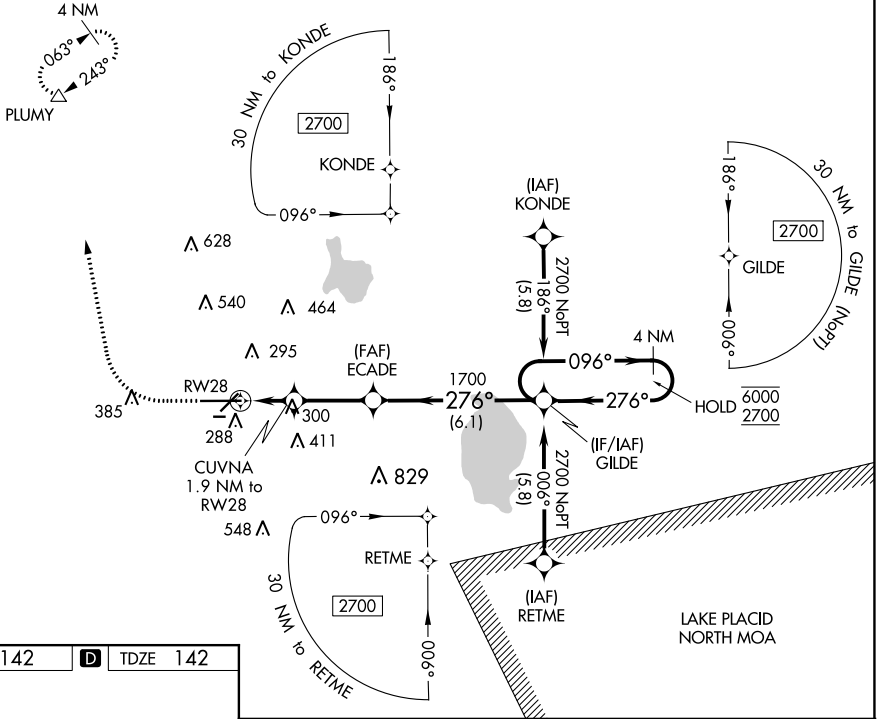 4 NM
063°
243°
PLUMY
30 NM to KONDE
186°
2700
KONDE
096°
(IAF)
KONDE
2700 NoPT
186°
(5.8)
186°
30 NM to GILDE (NoPT)
2700
GILDE
006°
628
540
464
295
(FAF)
ECADE
4 NM
096°
1700
276°
(6.1)
276°
HOLD
6000
2700
RW28
385
288
300
411
(IF/IAF)
GILDE
CUVNA
1.9 NM to
RW28
829
2700 NoPT
006°
(5.8)
548
096°
RETME
2700
006°
30 NM to RETME
(IAF)
RETME
LAKE PLACID
NORTH MOA
142
D
TDZE 142